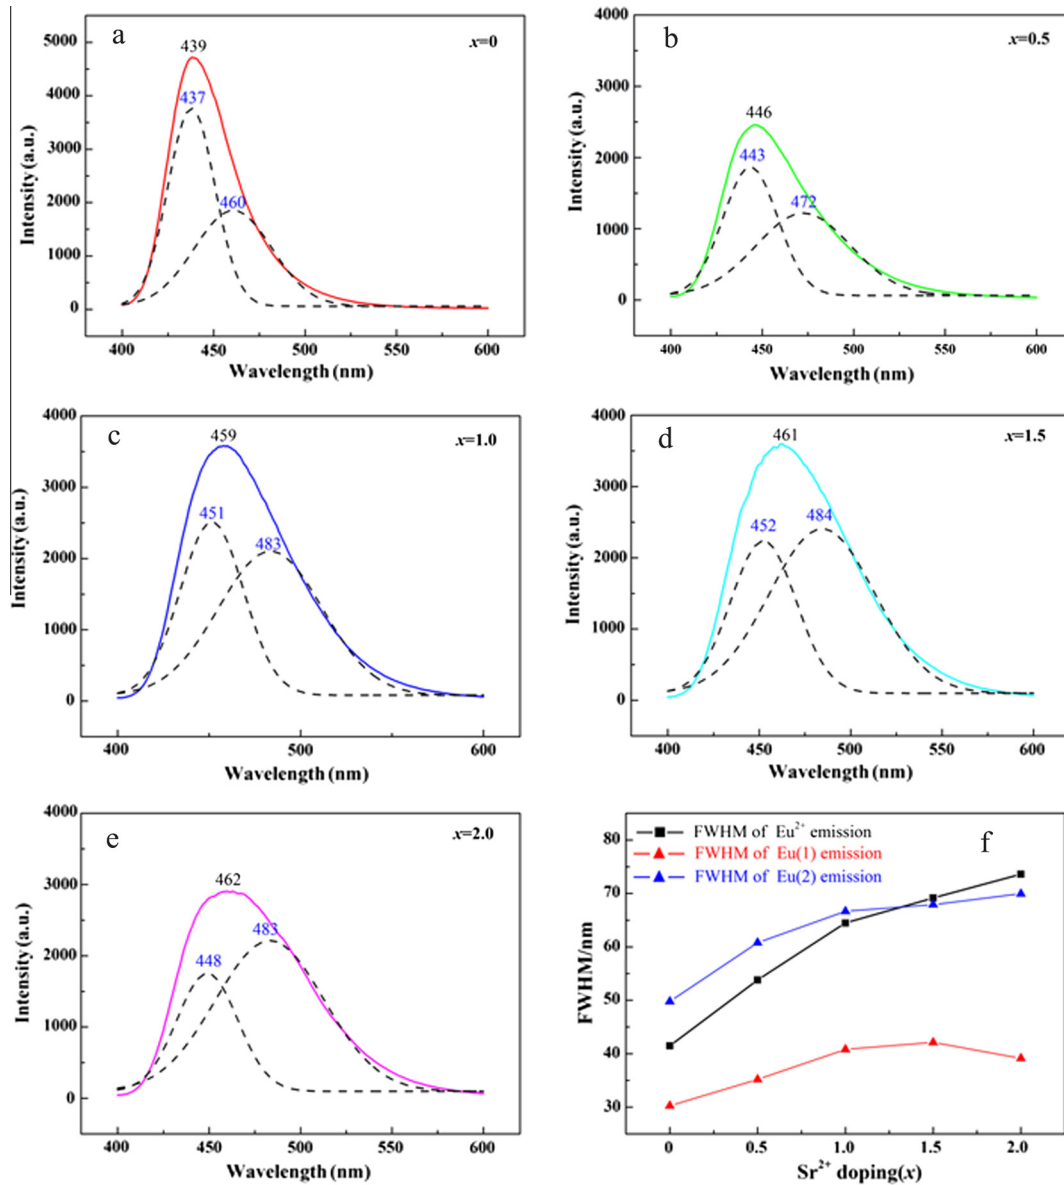 a
x=0
439
437
460
5000
4000
3000
2000
1000
0
Intensity (a.u.)
400
450
500
550
600
Wavelength (nm)
b
x=0.5
446
443
472
4000
3000
2000
1000
0
Intensity (a.u.)
400
450
500
550
600
Wavelength (nm)
c
x=1.0
459
451
483
4000
3000
2000
1000
0
Intensity (a.u.)
400
500
600
Wavelength (nm)
d
x=1.5
461
452
484
4000
3000
2000
1000
0
Intensity (a.u.)
400
450
500
550
600
Wavelength (nm)
e
x=2.0
462
448
483
4000
3000
2000
1000
0
Intensity (a.u.)
400
450
500
550
600
Wavelength (nm)
f
FWHM of Eu²⁺ emission
FWHM of Eu(1) emission
FWHM of Eu(2) emission
80
70
60
50
40
30
FWHM/nm
0
0.5
1.0
1.5
2.0
Sr²⁺ doping(x)